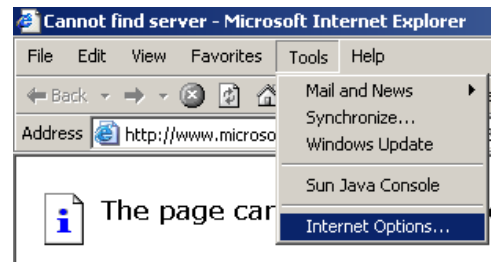 Cannot find server - Microsoft Internet Explorer
File Edit View Favorites Tools Help
Back
Mail and News
Synchronize...
Address http://www.microso
Windows Update
Sun Java Console
The page can
Internet Options...